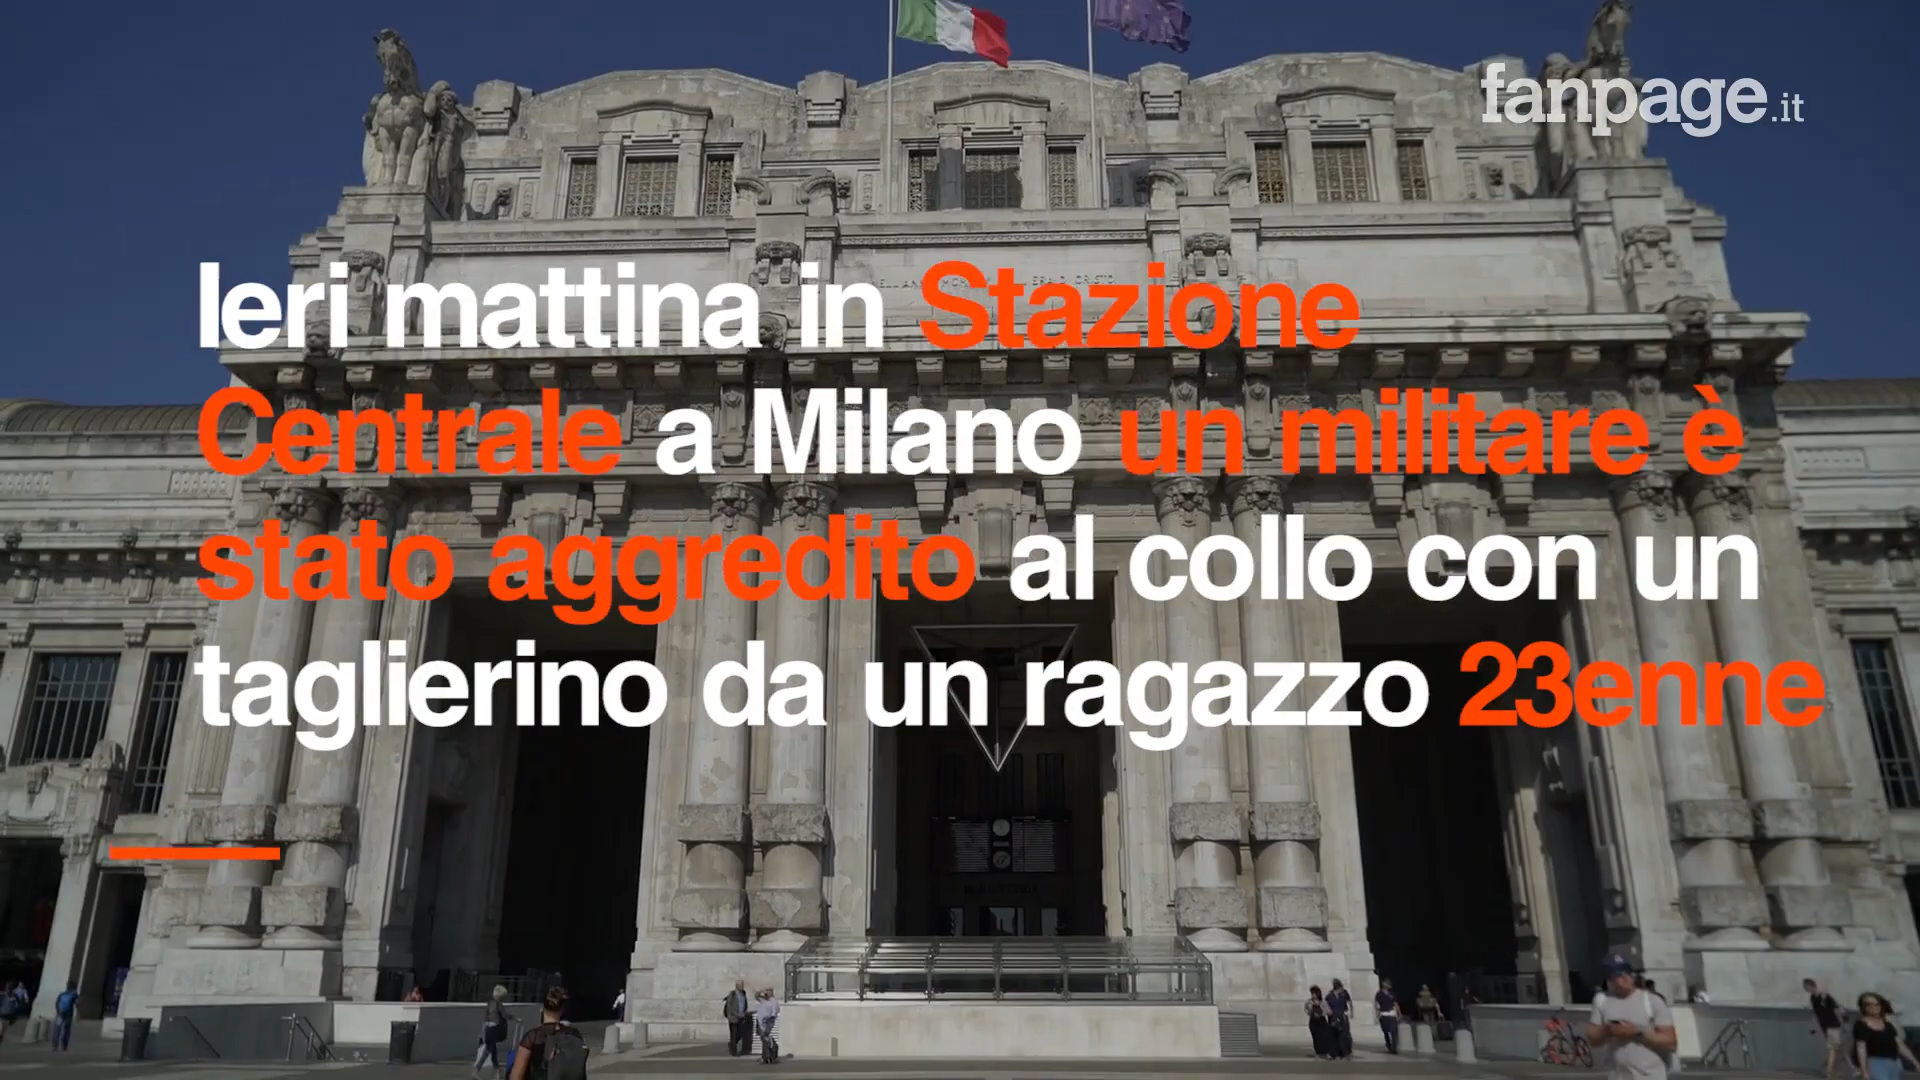 fanpage.it
Ieri mattina in Stazione
Centrale a Milano un militare è
stato aggredito al collo con un
taglierino da un ragazzo 23enne